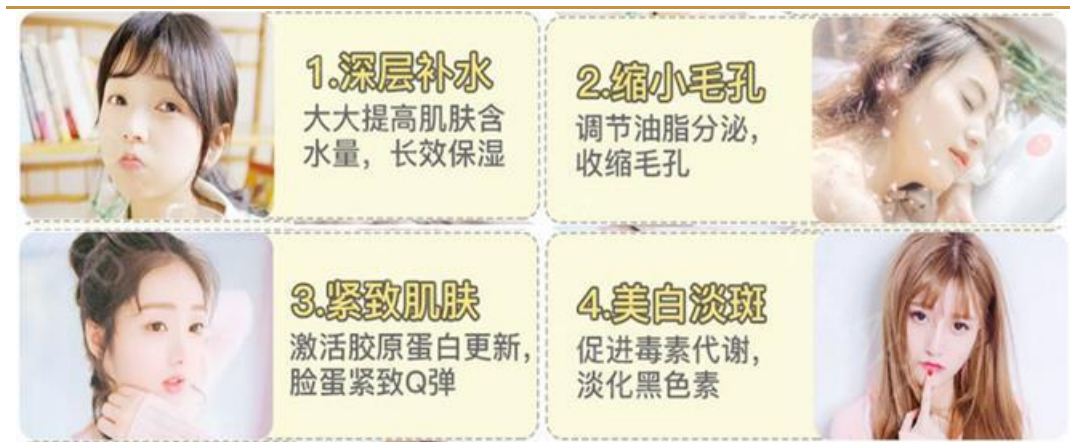 1.深层补水
大大提高肌肤含
水量，长效保湿
2.缩小毛孔
调节油脂分泌，
收缩毛孔
3.紧致肌肤
激活胶原蛋白更新，
脸蛋紧致Q弹
4.美白淡斑
促进毒素代谢，
淡化黑色素